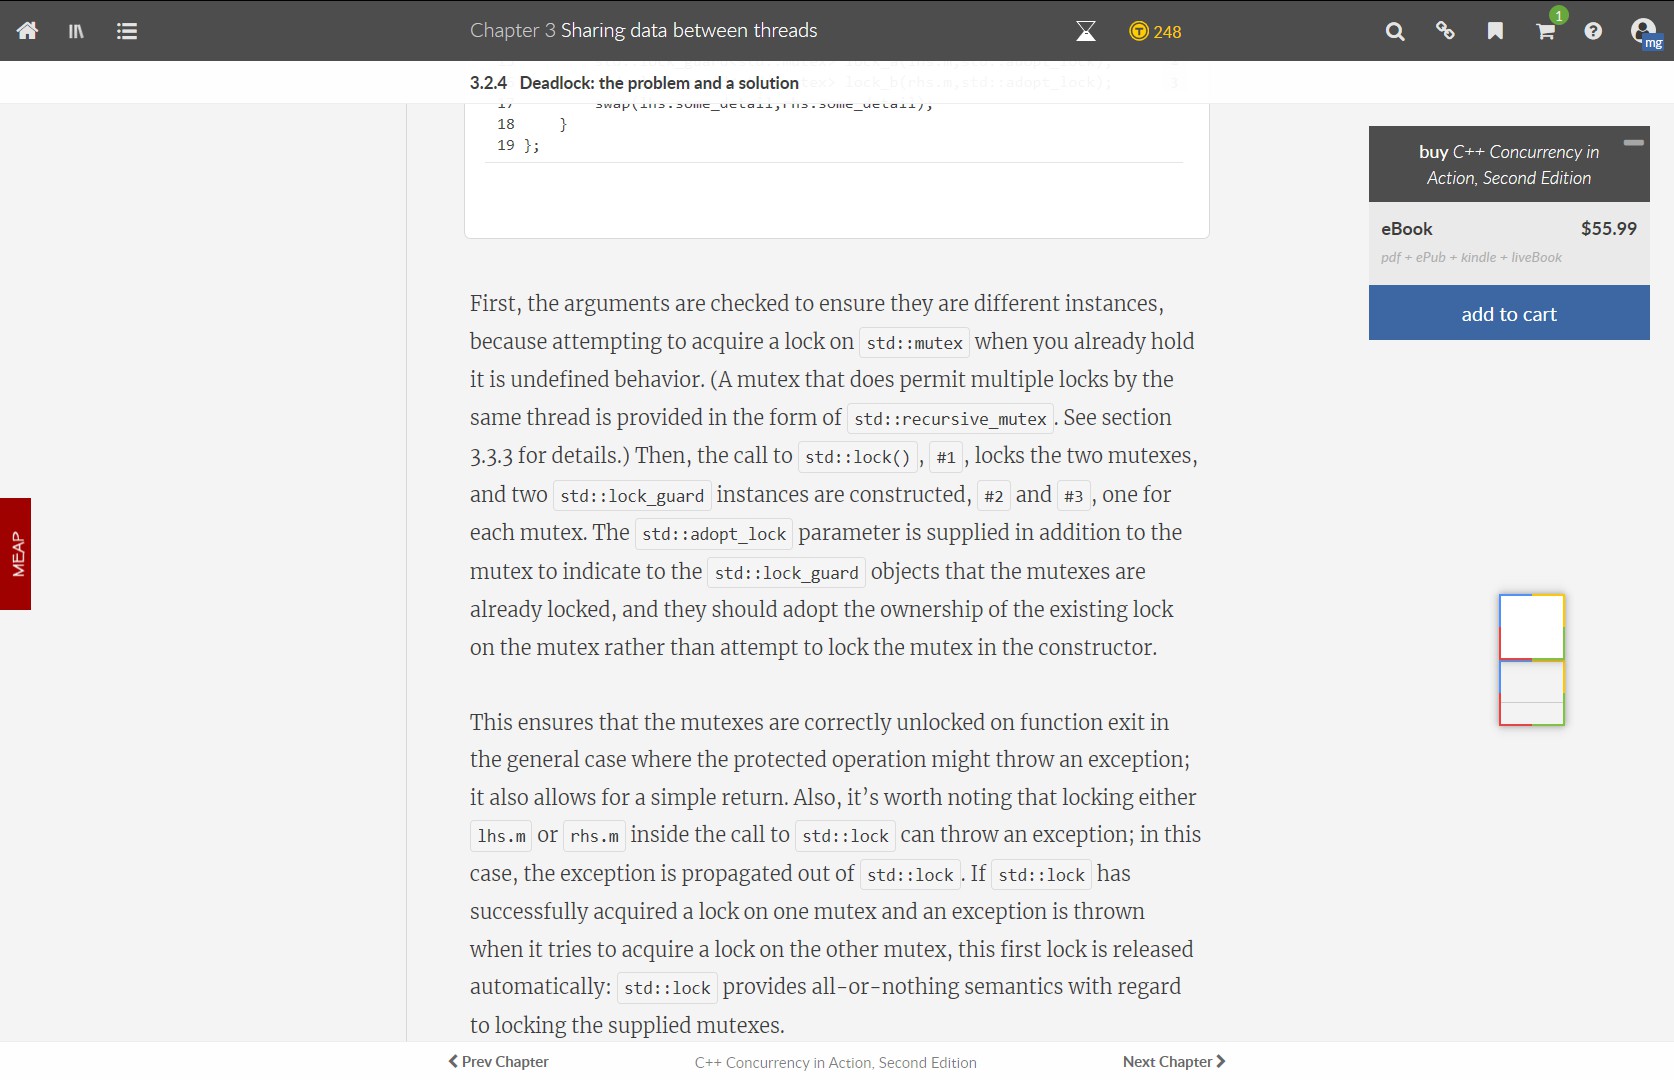 Chapter 3 Sharing data between threads
248
1
mg
3.2.4 Deadlock: the problem and a solution
lock_b(rhs.m,std::adopt_lock);
17 swap(lhs.some_detail,rhs.some_detail);
18 }
19 };
buy C++ Concurrency in
Action, Second Edition
eBook $55.99
pdf + ePub + kindle + liveBook
add to cart
First, the arguments are checked to ensure they are different instances,
because attempting to acquire a lock on std::mutex when you already hold
it is undefined behavior. (A mutex that does permit multiple locks by the
same thread is provided in the form of std::recursive_mutex. See section
3.3.3 for details.) Then, the call to std::lock(), #1, locks the two mutexes,
and two std::lock_guard instances are constructed, #2 and #3, one for
each mutex. The std::adopt_lock parameter is supplied in addition to the
mutex to indicate to the std::lock_guard objects that the mutexes are
already locked, and they should adopt the ownership of the existing lock
on the mutex rather than attempt to lock the mutex in the constructor.
MEAP
This ensures that the mutexes are correctly unlocked on function exit in
the general case where the protected operation might throw an exception;
it also allows for a simple return. Also, it’s worth noting that locking either
lhs.m or rhs.m inside the call to std::lock can throw an exception; in this
case, the exception is propagated out of std::lock. If std::lock has
successfully acquired a lock on one mutex and an exception is thrown
when it tries to acquire a lock on the other mutex, this first lock is released
automatically: std::lock provides all-or-nothing semantics with regard
to locking the supplied mutexes.
Prev Chapter
C++ Concurrency in Action, Second Edition
Next Chapter